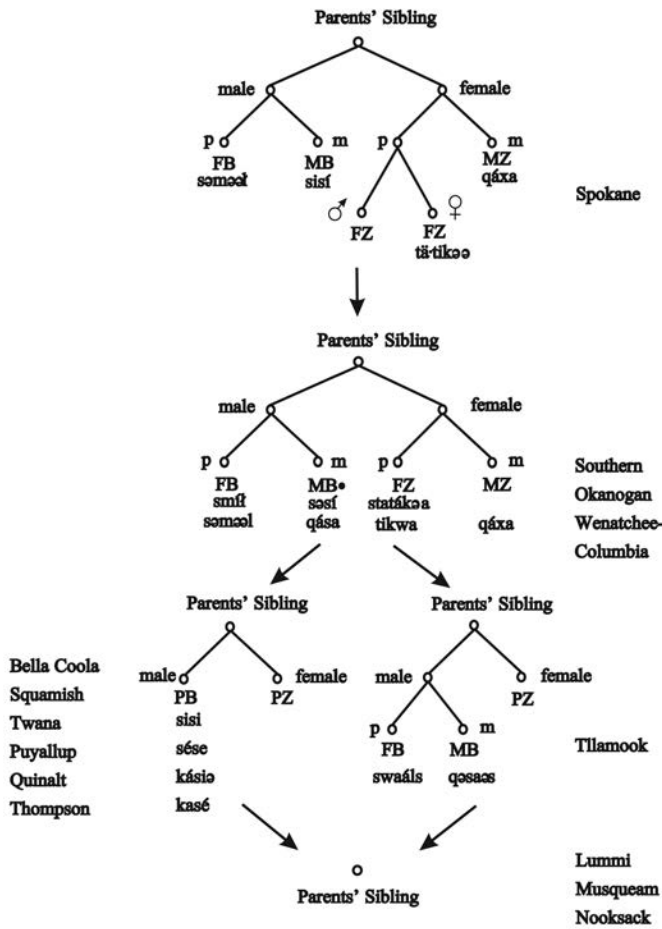 Parents' Sibling
male female
p m p m
FB MB MZ
səməəɫ sisí qáxa
Spokane
♂ ♀
FZ FZ
tä·tikəə
Parents' Sibling
male female
p m p m
FB MB• FZ MZ
smíɫ səsí statákəa
səməəl qása tikwa qáxa
Southern
Okanogan
Wenatchee-
Columbia
Parents' Sibling Parents' Sibling
male female male female
PB PZ PZ
p m
FB MB
swaáls qəsaəs
Bella Coola
Squamish sisi
Twana sése
Puyallup kásiə
Quinalt kasé
Thompson
Tllamook
Parents' Sibling
Lummi
Musqueam
Nooksack